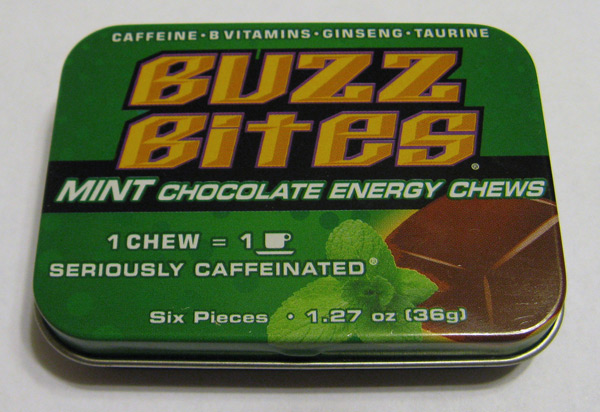 CAFFEINE · B VITAMINS · GINSENG · TAURINE
BUZZ
BITES®
MINT CHOCOLATE ENERGY CHEWS
1 CHEW = 1
SERIOUSLY CAFFEINATED®
Six Pieces · 1.27 oz (36g)